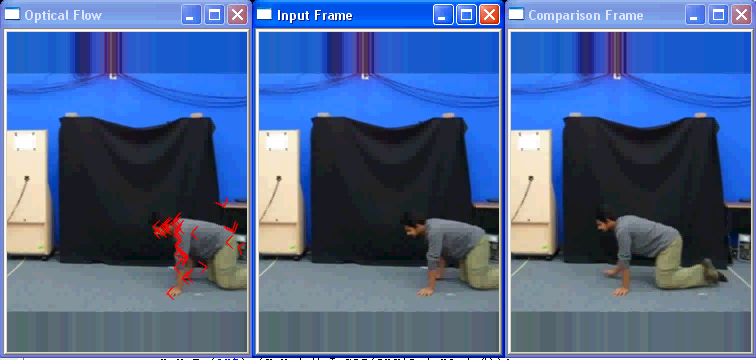 Optical Flow
Input Frame
Comparison Frame